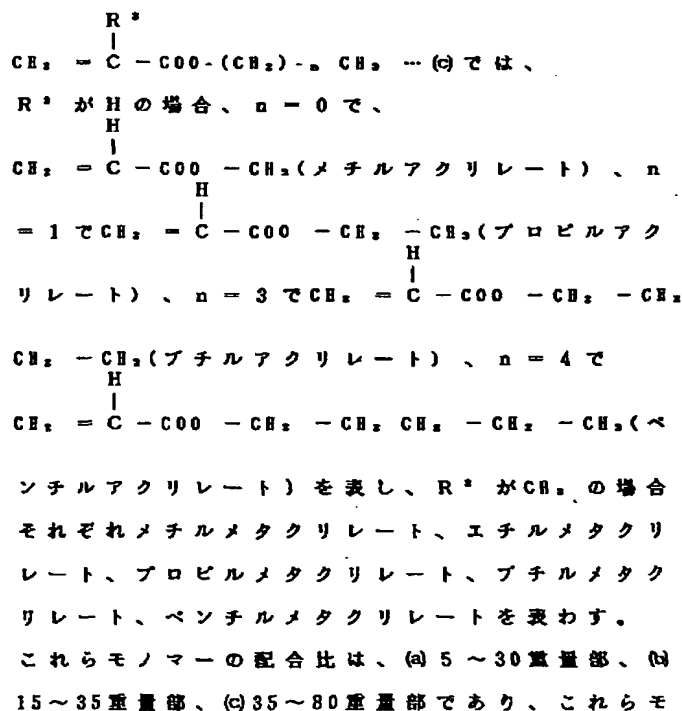 R²
|
CH₂ = C - COO-(CH₂)-ₙ CH₃ …(c)では、
R² がHの場合、n = 0で、
H
|
CH₂ = C - COO - CH₃(メチルアクリレート)、n
H
|
= 1でCH₂ = C - COO - CH₂ - CH₃(プロピルアク
H
|
リレート)、n = 3でCH₂ = C - COO - CH₂ - CH₂
CH₂ - CH₃(ブチルアクリレート)、n = 4で
H
|
CH₂ = C - COO - CH₂ - CH₂ CH₂ - CH₂ - CH₃(ペ
ンチルアクリレート)を表し、R² がCH₃ の場合
それぞれメチルメタクリレート、エチルメタクリ
レート、プロピルメタクリレート、ブチルメタク
リレート、ペンチルメタクリレートを表わす。
これらモノマーの配合比は、(a) 5 ~30重量部、(b)
15~35重量部、(c)35~80重量部であり、これらモ